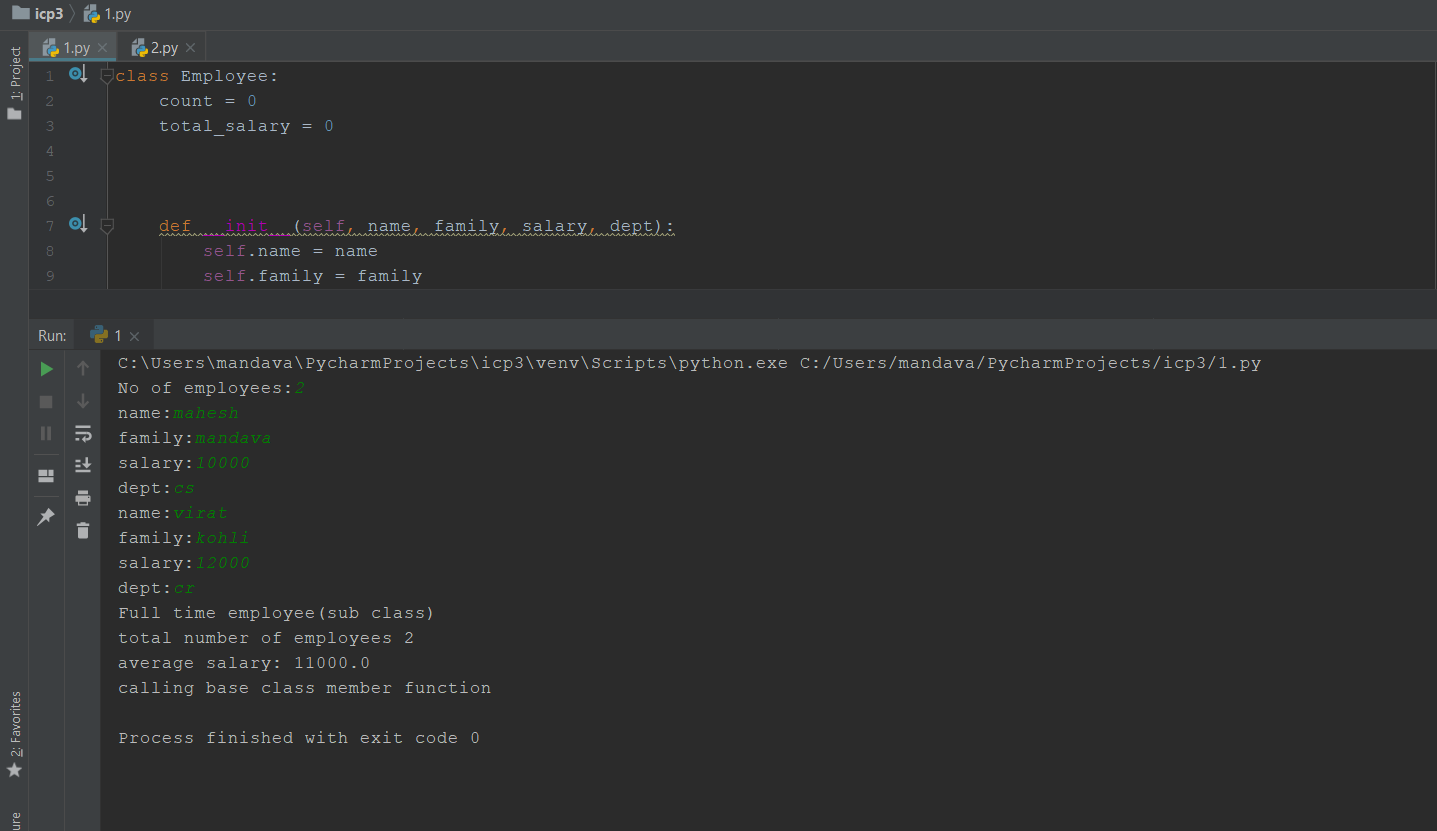 icp3 1.py
1.py 2.py
1: Project
1 class Employee:
2 count = 0
3 total_salary = 0
4
5
6
7 def __init__(self, name, family, salary, dept):
8 self.name = name
9 self.family = family
Run: 1
C:\Users\mandava\PycharmProjects\icp3\venv\Scripts\python.exe C:/Users/mandava/PycharmProjects/icp3/1.py
No of employees:2
name:mahesh
family:mandava
salary:10000
dept:cs
name:virat
family:kohli
salary:12000
dept:cr
Full time employee(sub class)
total number of employees 2
average salary: 11000.0
calling base class member function
Process finished with exit code 0
2: Favorites
ure